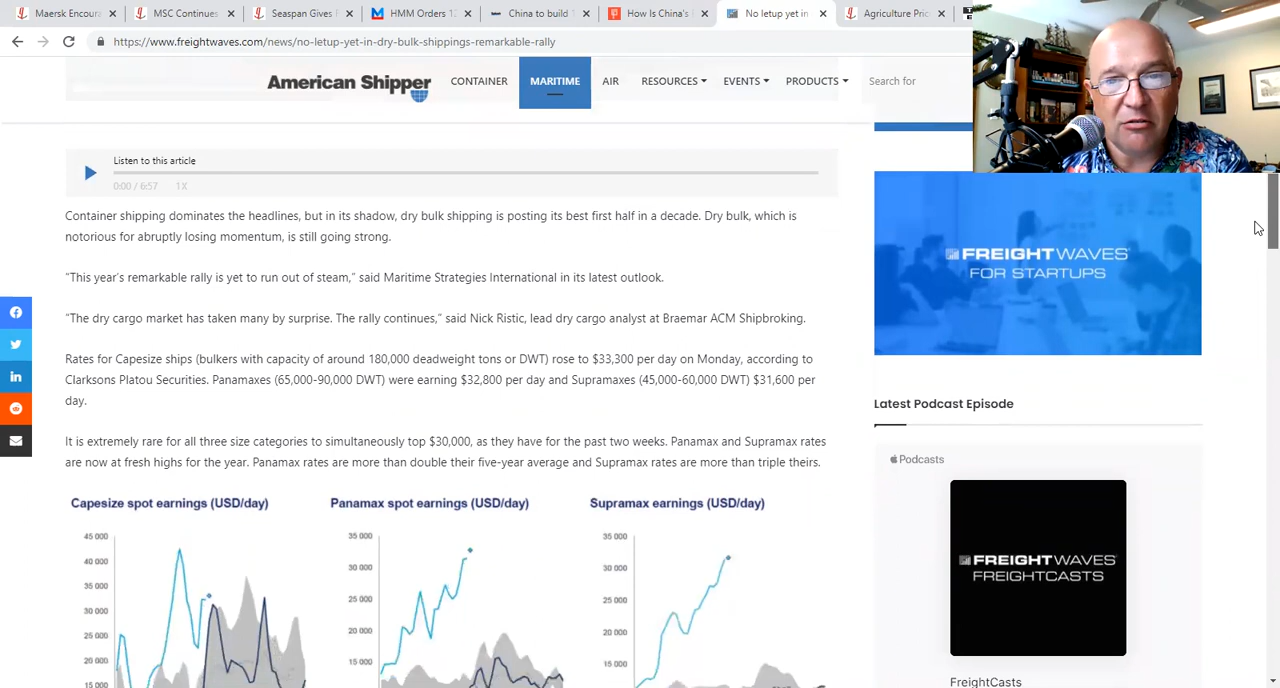 Maersk Encoura
MSC Continues
Seaspan Gives F
HMM Orders 12
China to build 1
How Is China's
No letup yet in
Agriculture Pric
https://www.freightwaves.com/news/no-letup-yet-in-dry-bulk-shippings-remarkable-rally
American Shipper
CONTAINER
MARITIME
AIR
RESOURCES
EVENTS
PRODUCTS
Search for
Listen to this article
0:00 / 6:57 1X
Container shipping dominates the headlines, but in its shadow, dry bulk shipping is posting its best first half in a decade. Dry bulk, which is
notorious for abruptly losing momentum, is still going strong.
“This year’s remarkable rally is yet to run out of steam,” said Maritime Strategies International in its latest outlook.
“The dry cargo market has taken many by surprise. The rally continues,” said Nick Ristic, lead dry cargo analyst at Braemar ACM Shipbroking.
Rates for Capesize ships (bulkers with capacity of around 180,000 deadweight tons or DWT) rose to $33,300 per day on Monday, according to
Clarksons Platou Securities. Panamaxes (65,000-90,000 DWT) were earning $32,800 per day and Supramaxes (45,000-60,000 DWT) $31,600 per
day.
It is extremely rare for all three size categories to simultaneously top $30,000, as they have for the past two weeks. Panamax and Supramax rates
are now at fresh highs for the year. Panamax rates are more than double their five-year average and Supramax rates are more than triple theirs.
Capesize spot earnings (USD/day)
45 000
40 000
35 000
30 000
25 000
20 000
15 000
Panamax spot earnings (USD/day)
35 000
30 000
25 000
20 000
15 000
Supramax earnings (USD/day)
35 000
30 000
25 000
20 000
15 000
FREIGHTWAVES
FOR STARTUPS
Latest Podcast Episode
Podcasts
FREIGHTWAVES
FREIGHTCASTS
FreightCasts